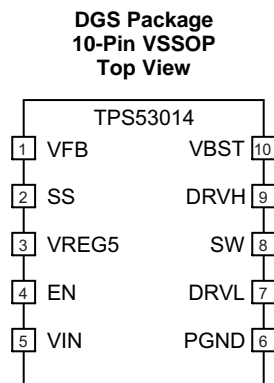 DGS Package
10-Pin VSSOP
Top View
TPS53014
1 VFB VBST 10
2 SS DRVH 9
3 VREG5 SW 8
4 EN DRVL 7
5 VIN PGND 6